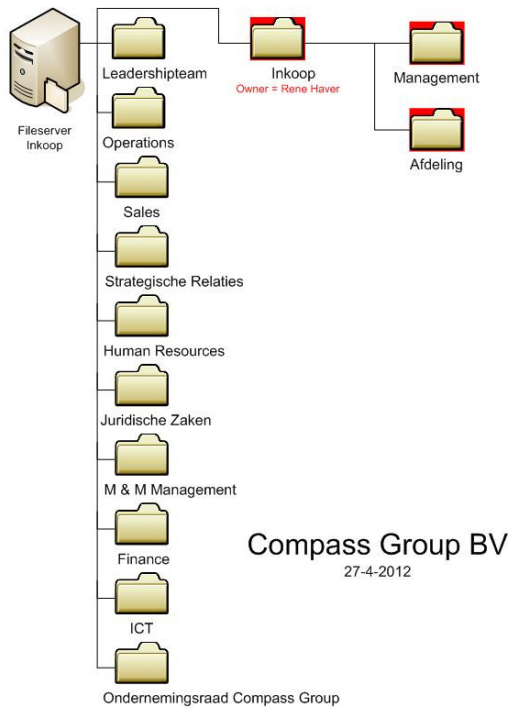 Fileserver
Inkoop
Leadershipteam
Operations
Sales
Strategische Relaties
Human Resources
Juridische Zaken
M & M Management
Finance
ICT
Ondernemingsraad Compass Group
Inkoop
Owner = Rene Haver
Management
Afdeling
Compass Group BV
27-4-2012